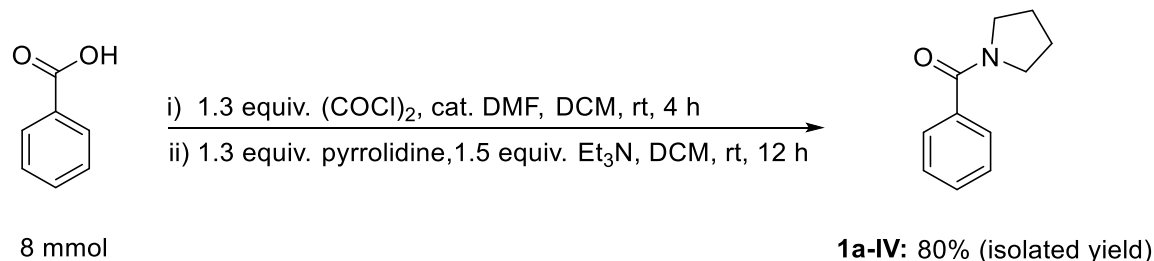 O
OH
i) 1.3 equiv. (COCl)₂, cat. DMF, DCM, rt, 4 h
ii) 1.3 equiv. pyrrolidine,1.5 equiv. Et₃N, DCM, rt, 12 h
O
N
8 mmol
1a-IV: 80% (isolated yield)